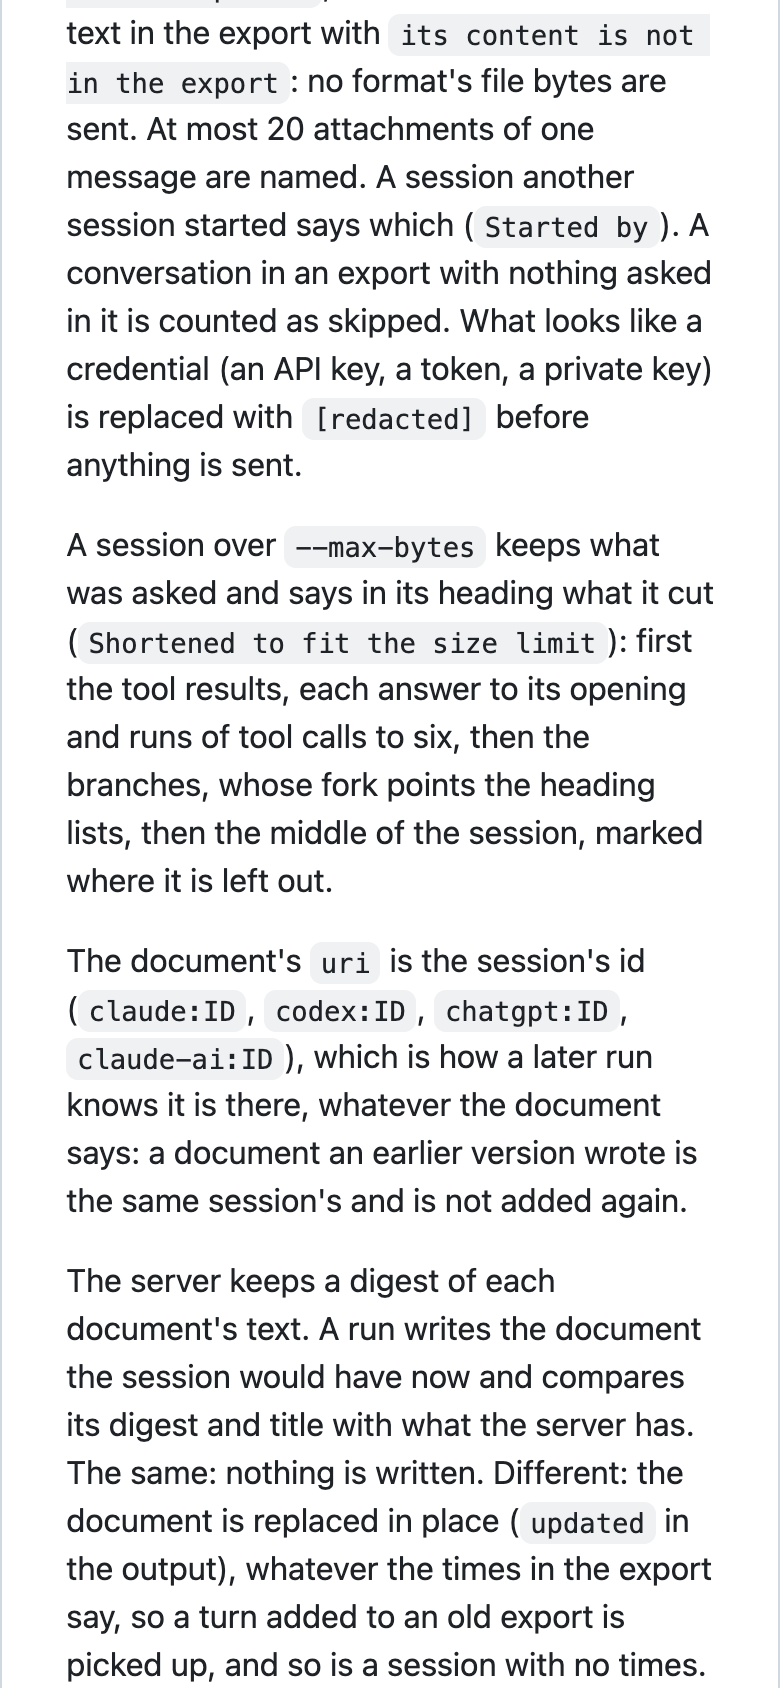 text in the export with its content is not
in the export: no format's file bytes are
sent. At most 20 attachments of one
message are named. A session another
session started says which (Started by). A
conversation in an export with nothing asked
in it is counted as skipped. What looks like a
credential (an API key, a token, a private key)
is replaced with [redacted] before
anything is sent.
A session over --max-bytes keeps what
was asked and says in its heading what it cut
(Shortened to fit the size limit): first
the tool results, each answer to its opening
and runs of tool calls to six, then the
branches, whose fork points the heading
lists, then the middle of the session, marked
where it is left out.
The document's uri is the session's id
(claude:ID, codex:ID, chatgpt:ID,
claude-ai:ID), which is how a later run
knows it is there, whatever the document
says: a document an earlier version wrote is
the same session's and is not added again.
The server keeps a digest of each
document's text. A run writes the document
the session would have now and compares
its digest and title with what the server has.
The same: nothing is written. Different: the
document is replaced in place (updated in
the output), whatever the times in the export
say, so a turn added to an old export is
picked up, and so is a session with no times.